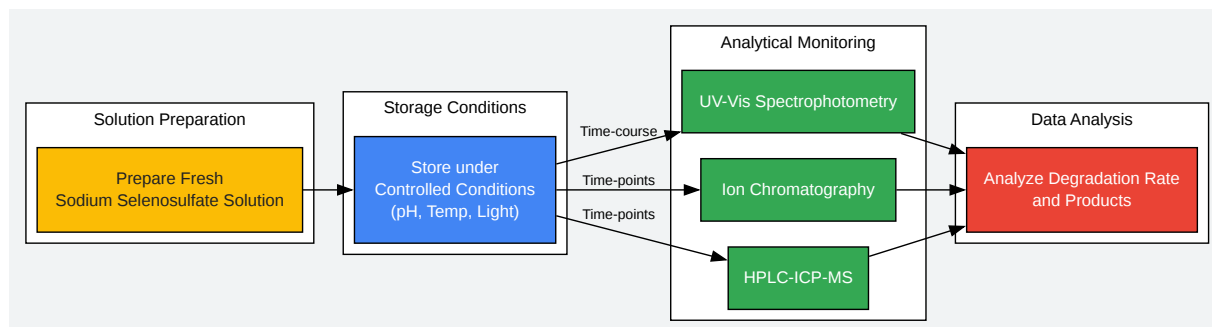 Solution Preparation
Prepare Fresh
Sodium Selenosulfate Solution
Storage Conditions
Store under
Controlled Conditions
(pH, Temp, Light)
Time-course
Time-points
Time-points
Analytical Monitoring
UV-Vis Spectrophotometry
Ion Chromatography
HPLC-ICP-MS
Data Analysis
Analyze Degradation Rate
and Products